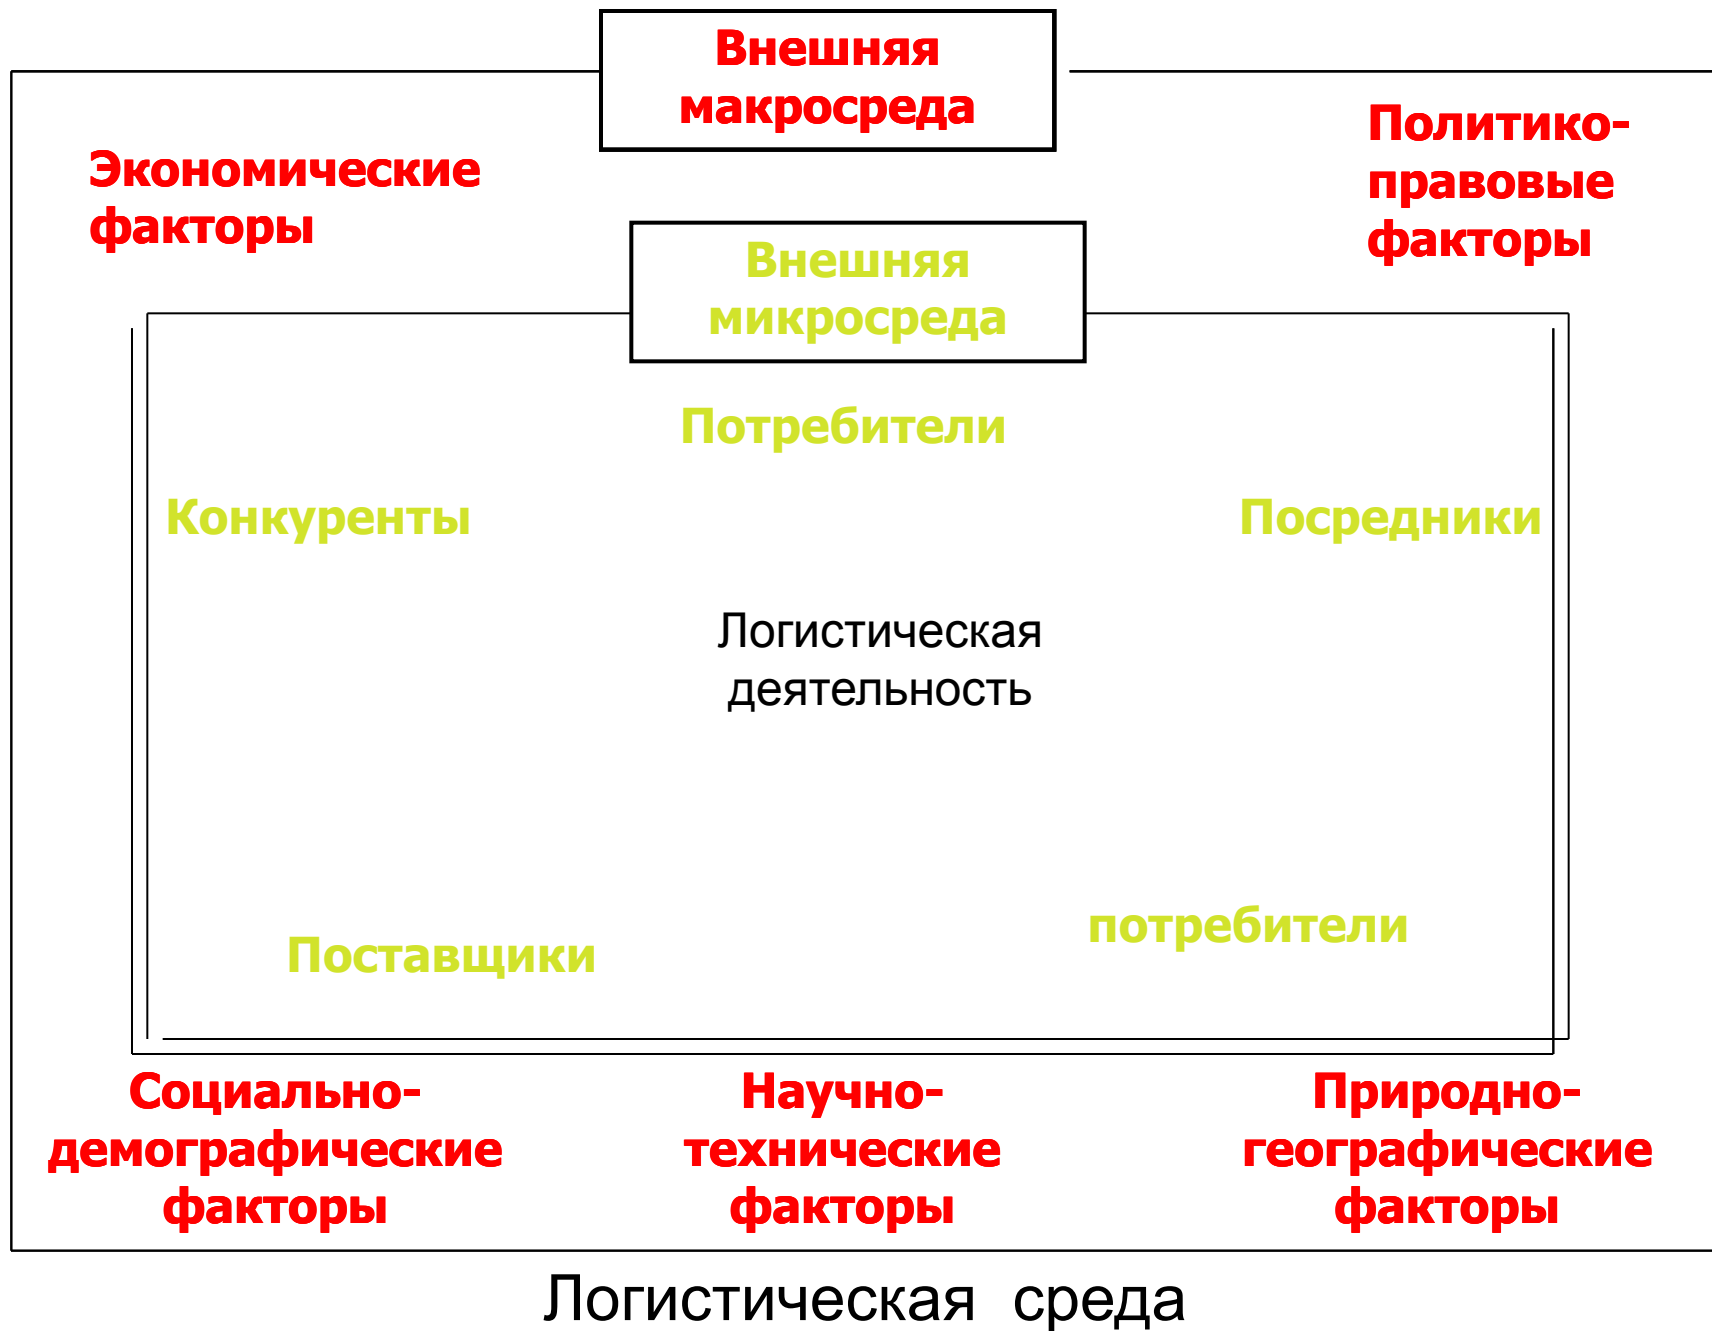 Внешняя
макросреда
Экономические
факторы
Политико-
правовые
факторы
Внешняя
микросреда
Потребители
Конкуренты
Посредники
Логистическая
деятельность
Поставщики
потребители
Социально-
демографические
факторы
Научно-
технические
факторы
Природно-
географические
факторы
Логистическая среда